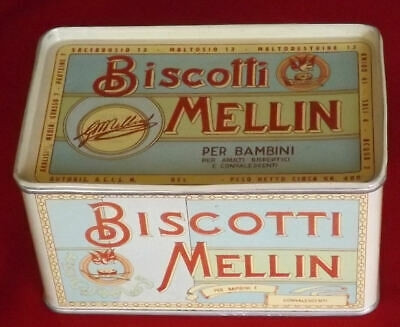 SACCAROSIO 13 - MALTOSIO 13 - MALTODESTRINE 13
Biscotti
MELLIN
G. Mellin
PER BAMBINI
PER ADULTI DISPEPTICI
E CONVALESCENTI
PESO NETTO CIRCA GR. 400
BISCOTTI
MELLIN
PER BAMBINI E
CONVALESCENTI